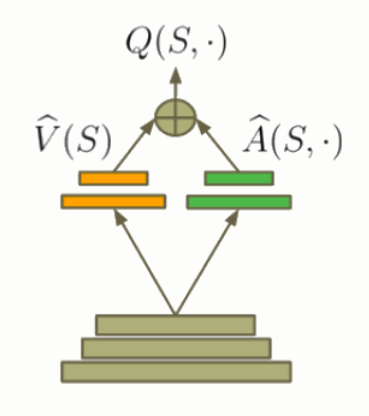 Q(S, ·)
V̂(S) Â(S, ·)